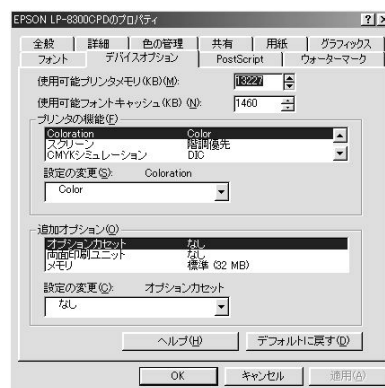 EPSON LP-8300CPDのプロパティ ? ×
全般 詳細 色の管理 共有 用紙 グラフィックス
フォント デバイスオプション PostScript ウォーターマーク
使用可能プリンタメモリ(KB)(M): 13227
使用可能フォントキャッシュ(KB) (N): 1460
プリンタの機能(F)
Coloration Color
スクリーン 階調優先
CMYKシミュレーション DIC
設定の変更(S): Coloration
Color
追加オプション(O)
オプションカセット なし
両面印刷ユニット なし
メモリ 標準 (32 MB)
設定の変更(C): オプションカセット
なし
ヘルプ(H) デフォルトに戻す(D)
OK キャンセル 適用(A)